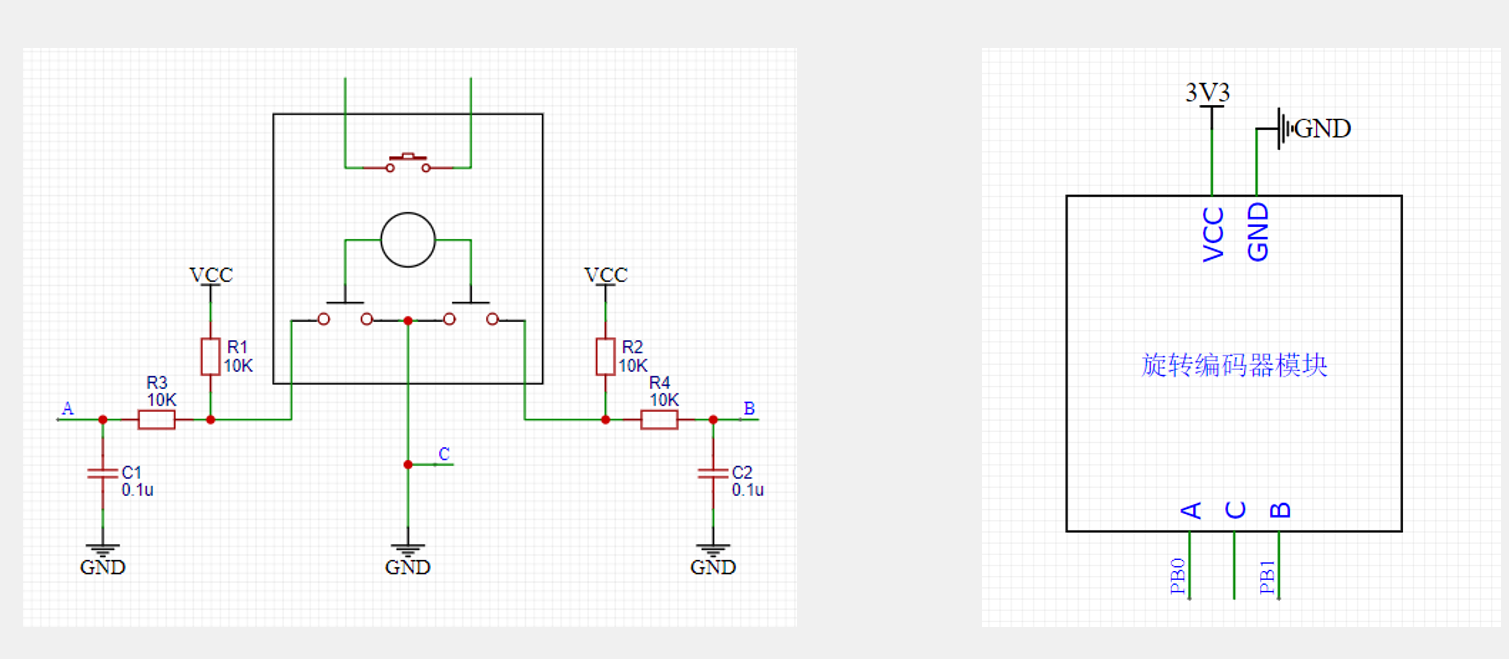 VCC
R1
10K
R3
10K
A
C1
0.1u
GND
C
GND
VCC
R2
10K
R4
10K
B
C2
0.1u
GND
3V3
GND
VCC
GND
旋转编码器模块
A
C
B
PB0
PB1